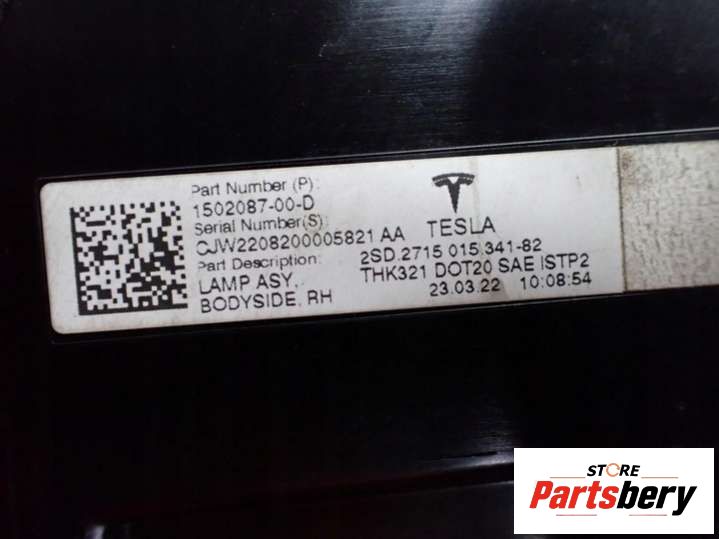 Part Number (P):
1502087-00-D
Serial Number(S):
CJW2208200005821 AA
Part Description:
LAMP ASY,
BODYSIDE, RH
TESLA
2SD.2715 015 341-82
THK321 DOT20 SAE ISTP2
23.03.22 10:08:54
STORE
Partsbery